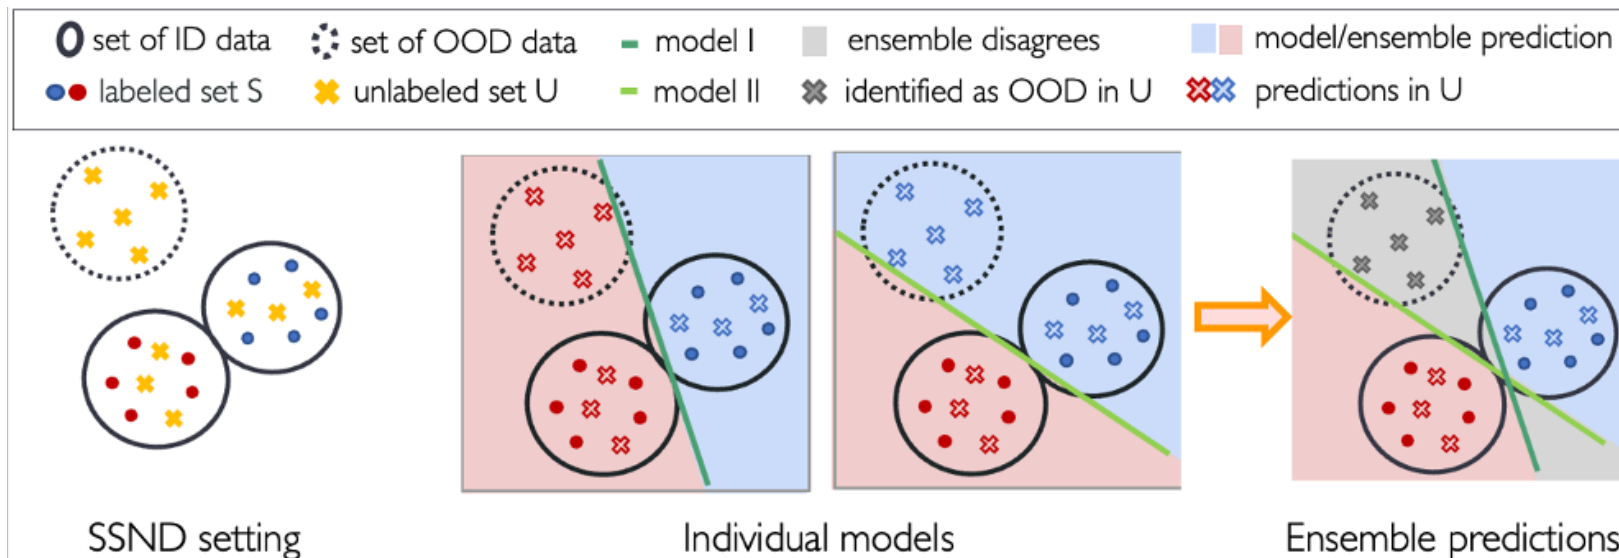 set of ID data set of OOD data model I ensemble disagrees model/ensemble prediction
labeled set S unlabeled set U model II identified as OOD in U predictions in U
SSND setting Individual models Ensemble predictions